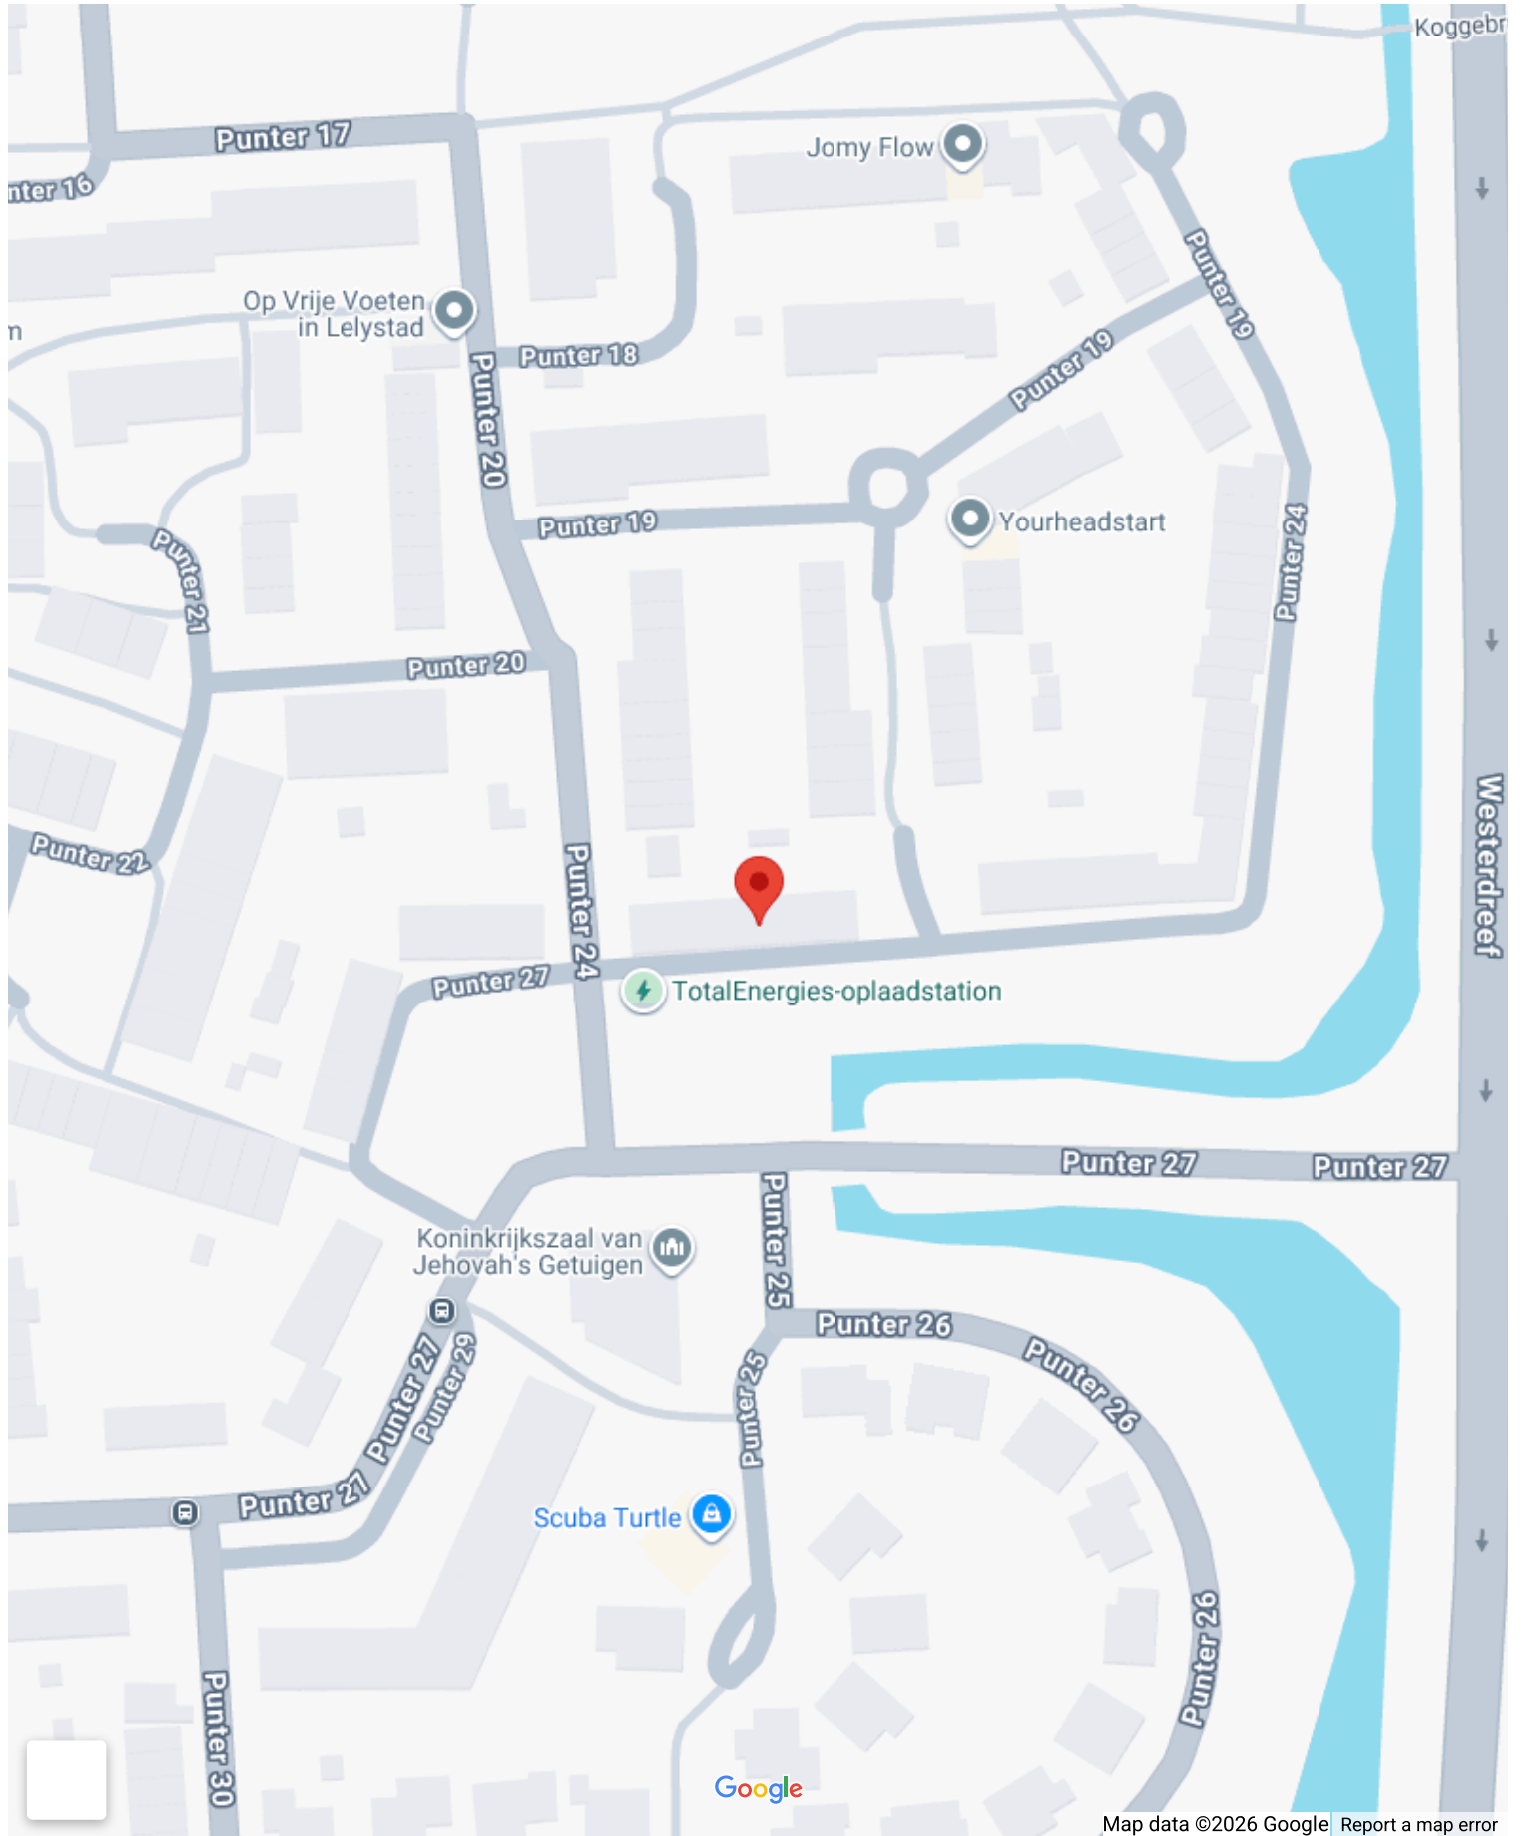 Koggebr
Punter 17
Jomy Flow
nter 16
Punter 19
Op Vrije Voeten
in Lelystad
m
Punter 18
Punter 19
Punter 20
Punter 19
Yourheadstart
Punter 24
Punter 21
Punter 20
Westerdreef
Punter 22
Punter 24
Punter 27
TotalEnergies-oplaadstation
Punter 27
Punter 27
Punter 25
Koninkrijkszaal van
Jehovah's Getuigen
Punter 26
Punter 26
Punter 27
Punter 29
Punter 25
Punter 27
Scuba Turtle
Punter 26
Punter 30
Google
Map data ©2026 Google
Report a map error